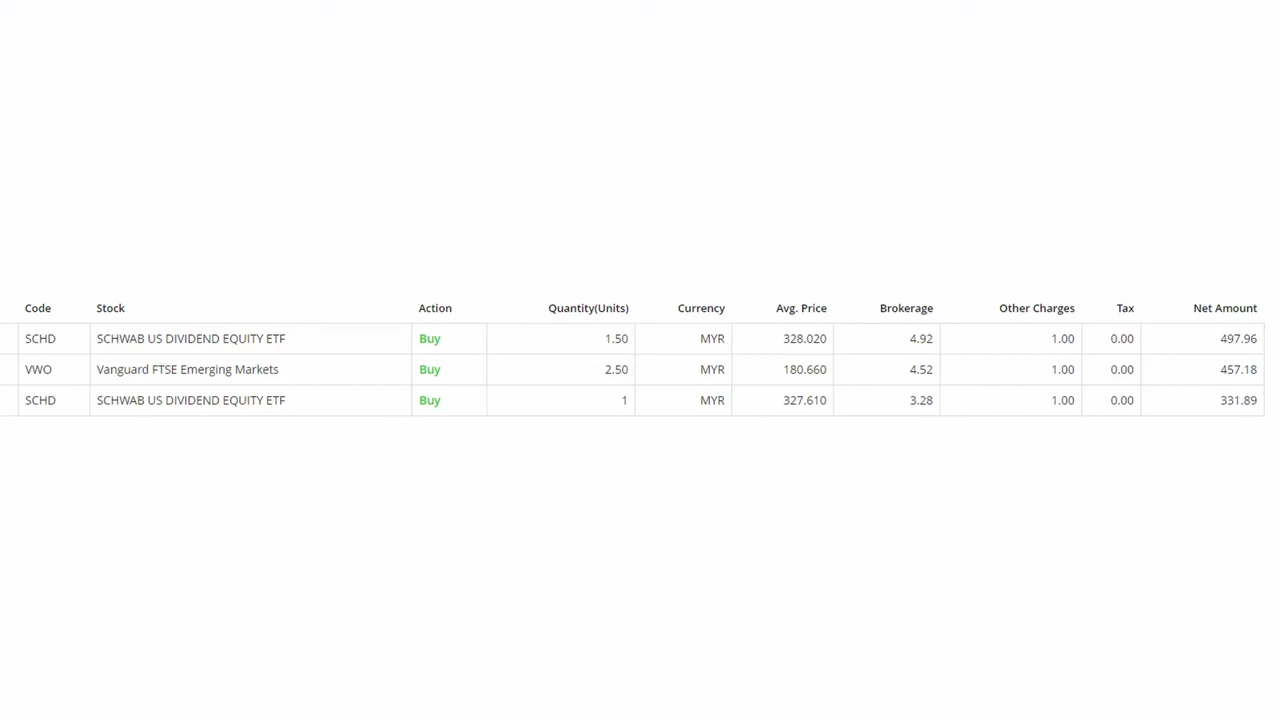 Code Stock Action Quantity(Units) Currency Avg. Price Brokerage Other Charges Tax Net Amount
SCHD SCHWAB US DIVIDEND EQUITY ETF Buy 1.50 MYR 328.020 4.92 1.00 0.00 497.96
VWO Vanguard FTSE Emerging Markets Buy 2.50 MYR 180.660 4.52 1.00 0.00 457.18
SCHD SCHWAB US DIVIDEND EQUITY ETF Buy 1 MYR 327.610 3.28 1.00 0.00 331.89